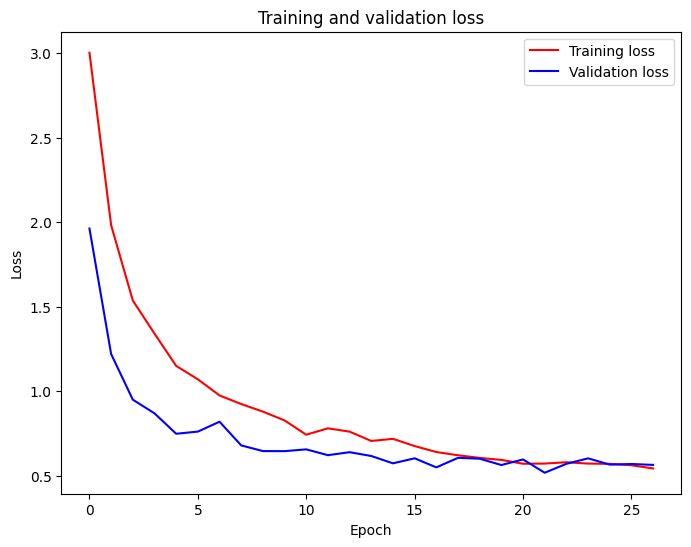 Training and validation loss
Training loss
Validation loss
3.0
2.5
2.0
1.5
1.0
0.5
Loss
0 5 10 15 20 25
Epoch